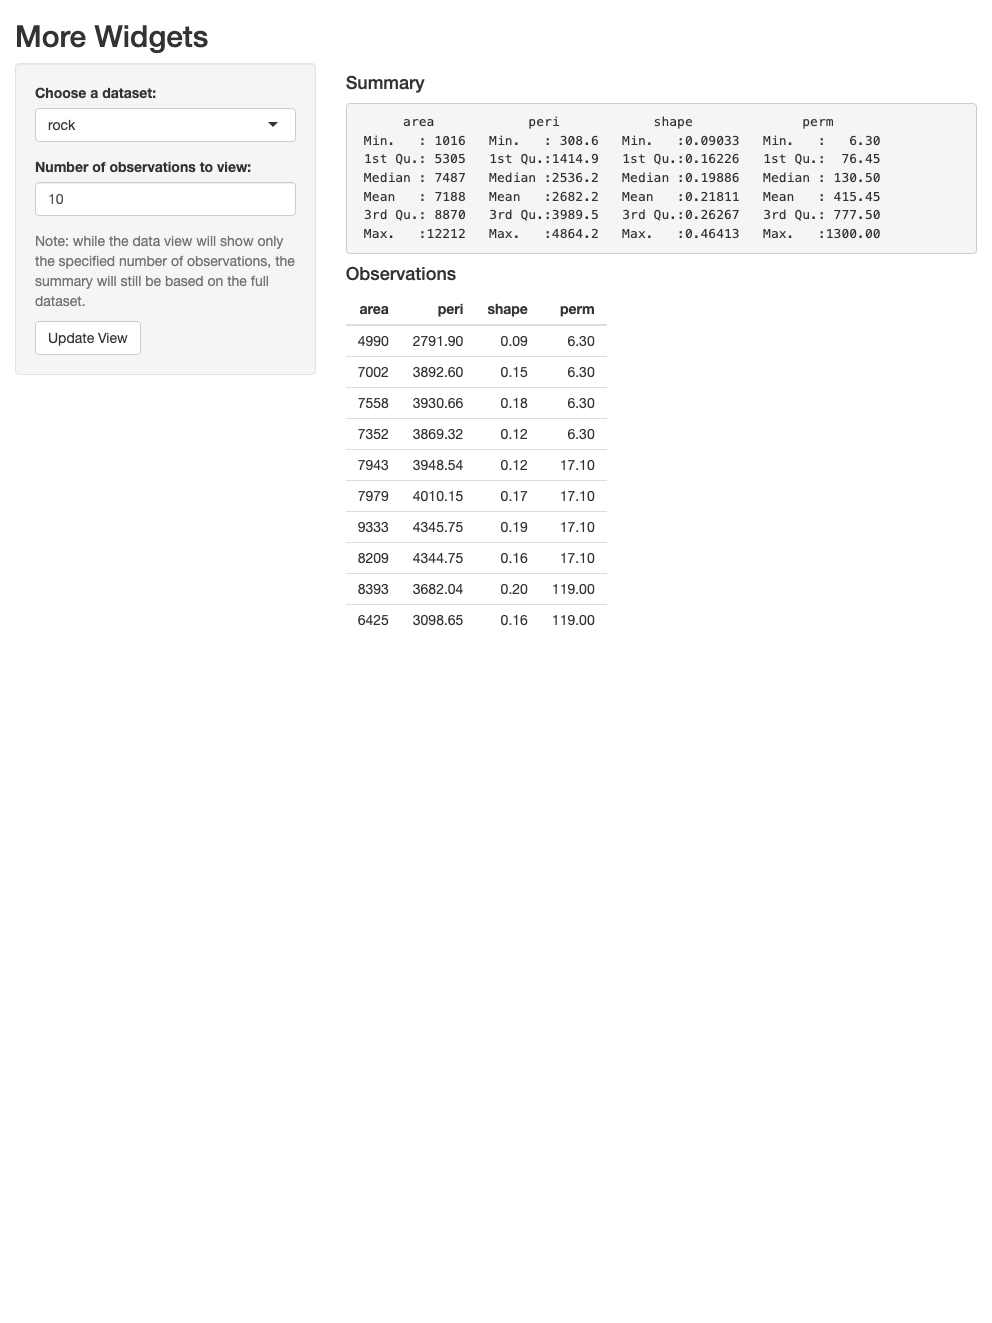 More Widgets
Choose a dataset:
rock
Number of observations to view:
10
Note: while the data view will show only
the specified number of observations, the
summary will still be based on the full
dataset.
Update View
Summary
area peri shape perm
Min. : 1016 Min. : 308.6 Min. :0.09033 Min. : 6.30
1st Qu.: 5305 1st Qu.:1414.9 1st Qu.:0.16226 1st Qu.: 76.45
Median : 7487 Median :2536.2 Median :0.19886 Median : 130.50
Mean : 7188 Mean :2682.2 Mean :0.21811 Mean : 415.45
3rd Qu.: 8870 3rd Qu.:3989.5 3rd Qu.:0.26267 3rd Qu.: 777.50
Max. :12212 Max. :4864.2 Max. :0.46413 Max. :1300.00
Observations
area peri shape perm
4990 2791.90 0.09 6.30
7002 3892.60 0.15 6.30
7558 3930.66 0.18 6.30
7352 3869.32 0.12 6.30
7943 3948.54 0.12 17.10
7979 4010.15 0.17 17.10
9333 4345.75 0.19 17.10
8209 4344.75 0.16 17.10
8393 3682.04 0.20 119.00
6425 3098.65 0.16 119.00